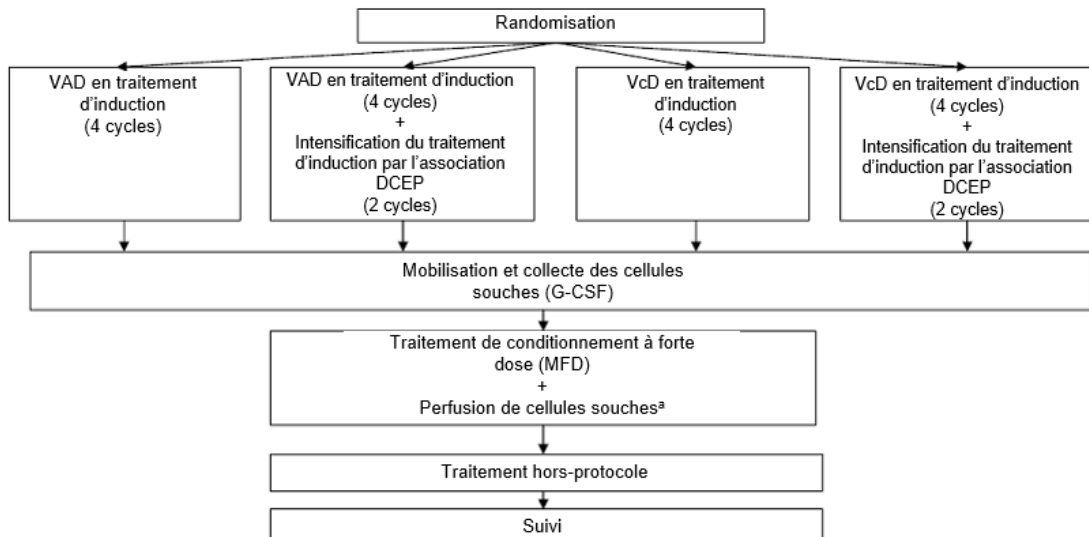 Randomisation
VAD en traitement
d'induction
(4 cycles)
VAD en traitement d'induction
(4 cycles)
+
Intensification du traitement
d'induction par l'association
DCEP
(2 cycles)
VcD en traitement
d'induction
(4 cycles)
VcD en traitement d'induction
(4 cycles)
+
Intensification du traitement
d'induction par l'association
DCEP
(2 cycles)
Mobilisation et collecte des cellules
souches (G-CSF)
Traitement de conditionnement à forte
dose (MFD)
+
Perfusion de cellules souchesª
Traitement hors-protocole
Suivi